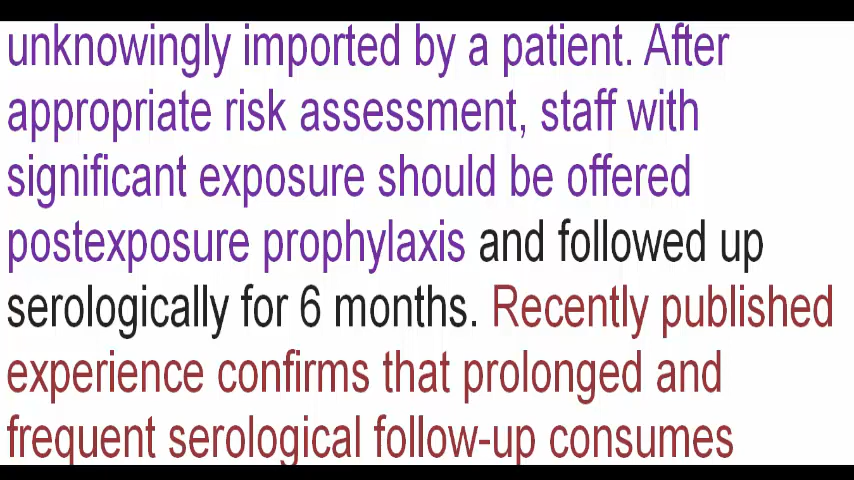 unknowingly imported by a patient. After
appropriate risk assessment, staff with
significant exposure should be offered
postexposure prophylaxis and followed up
serologically for 6 months. Recently published
experience confirms that prolonged and
frequent serological follow-up consumes